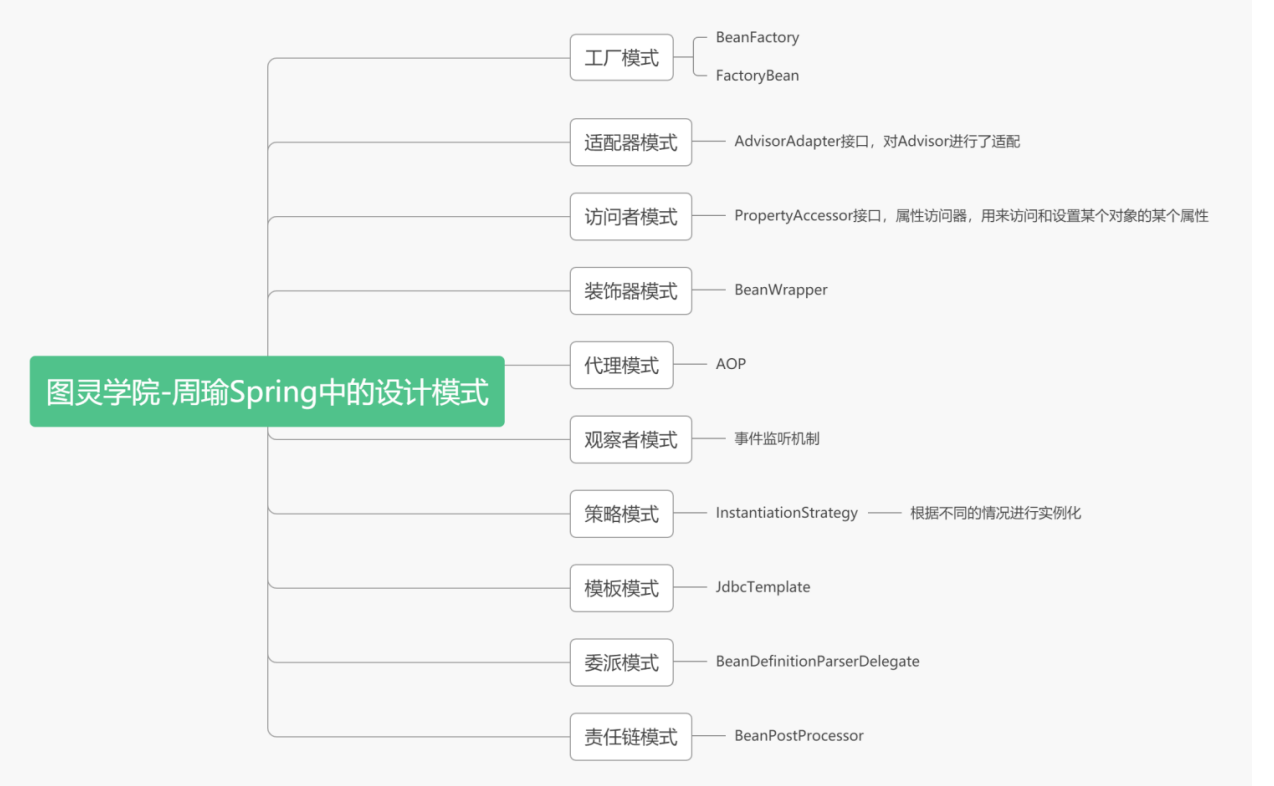 图灵学院-周瑜Spring中的设计模式
工厂模式
BeanFactory
FactoryBean
适配器模式
AdvisorAdapter接口，对Advisor进行了适配
访问者模式
PropertyAccessor接口，属性访问器，用来访问和设置某个对象的某个属性
装饰器模式
BeanWrapper
代理模式
AOP
观察者模式
事件监听机制
策略模式
InstantiationStrategy
根据不同的情况进行实例化
模板模式
JdbcTemplate
委派模式
BeanDefinitionParserDelegate
责任链模式
BeanPostProcessor